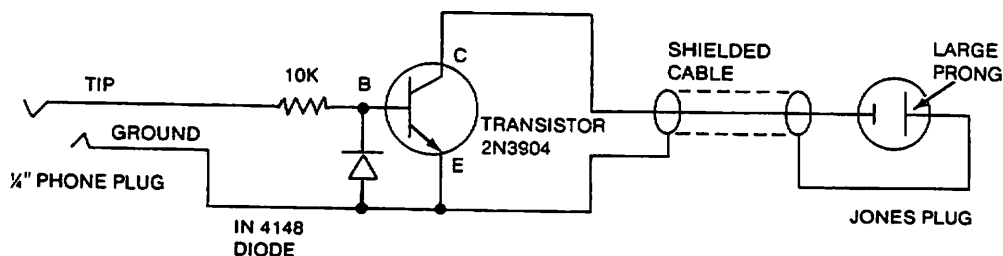 C
SHIELDED
CABLE
LARGE
PRONG
10K
B
TIP
TRANSISTOR
2N3904
GROUND
E
¼" PHONE PLUG
IN 4148
DIODE
JONES PLUG